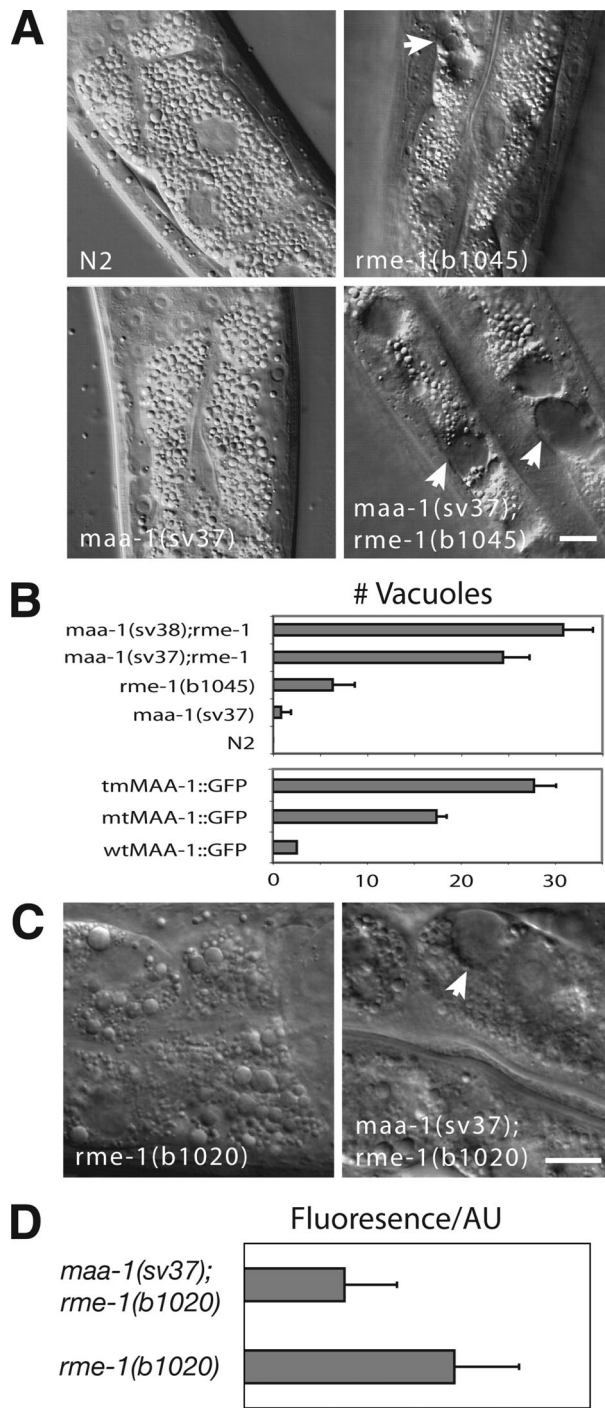 A
N2
rme-1(b1045)
maa-1(sv37)
maa-1(sv37);
rme-1(b1045)
B
# Vacuoles
maa-1(sv38);rme-1
maa-1(sv37);rme-1
rme-1(b1045)
maa-1(sv37)
N2
tmMAA-1::GFP
mtMAA-1::GFP
wtMAA-1::GFP
0 10 20 30
C
rme-1(b1020)
maa-1(sv37);
rme-1(b1020)
D
Fluoresence/AU
maa-1(sv37);
rme-1(b1020)
rme-1(b1020)